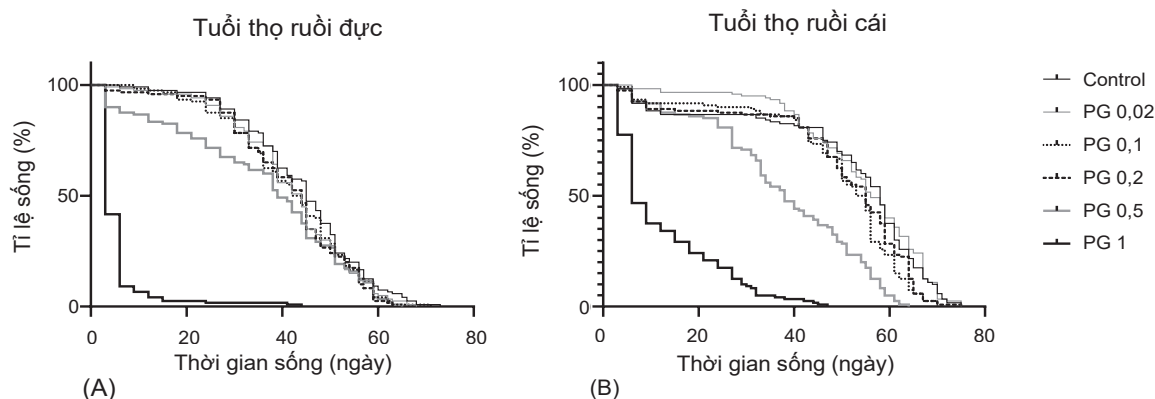 Tuổi thọ ruồi đực
Tỉ lệ sống (%)
100
50
0
0 20 40 60 80
Thời gian sống (ngày)
(A)
Tuổi thọ ruồi cái
Tỉ lệ sống (%)
100
50
0
0 20 40 60 80
Thời gian sống (ngày)
(B)
Control
PG 0,02
PG 0,1
PG 0,2
PG 0,5
PG 1